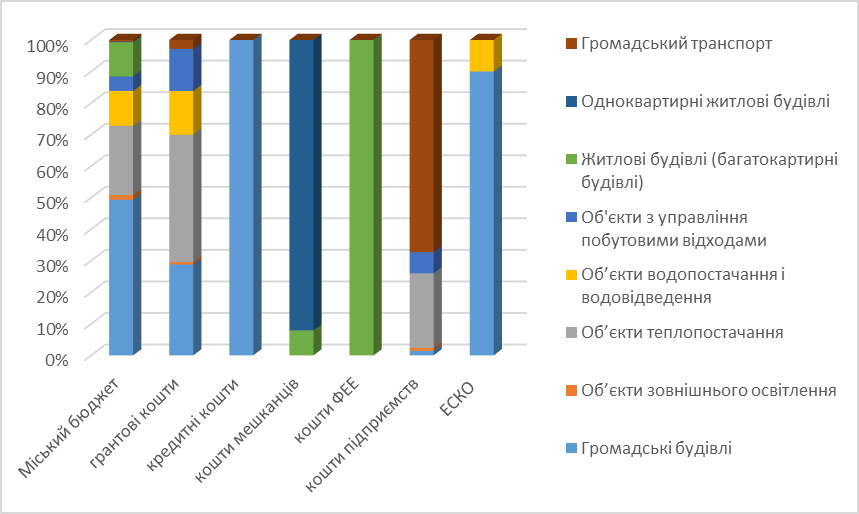 100%
90%
80%
70%
60%
50%
40%
30%
20%
10%
0%
Міський бюджет
грантові кошти
кредитні кошти
кошти мешканців
кошти ФЕЕ
кошти підприємств
ЕСКО
Громадський транспорт
Одноквартирні житлові будівлі
Житлові будівлі (багатокартирні
будівлі)
Об'єкти з управління
побутовими відходами
Об’єкти водопостачання і
водовідведення
Об’єкти теплопостачання
Об’єкти зовнішнього освітлення
Громадські будівлі